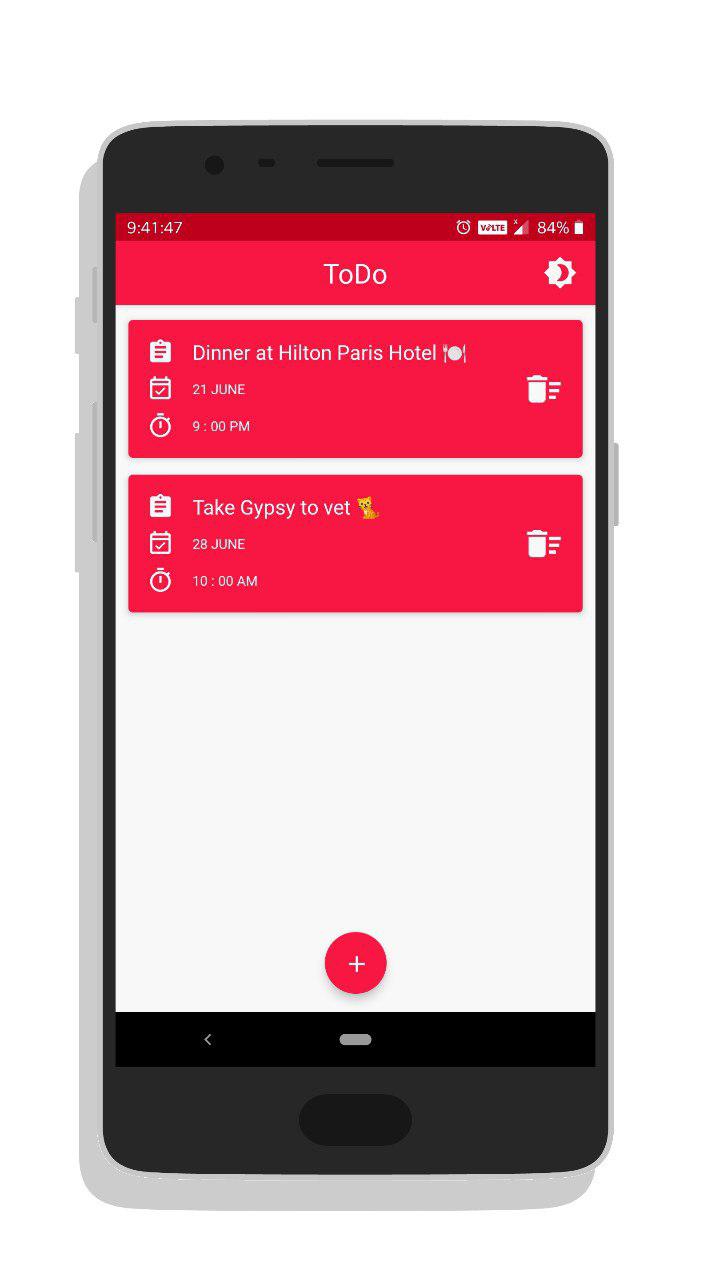 9:41:47 VoLTE x 84%
ToDo
Dinner at Hilton Paris Hotel 🍽️
21 JUNE
9 : 00 PM
Take Gypsy to vet 🐆
28 JUNE
10 : 00 AM
+